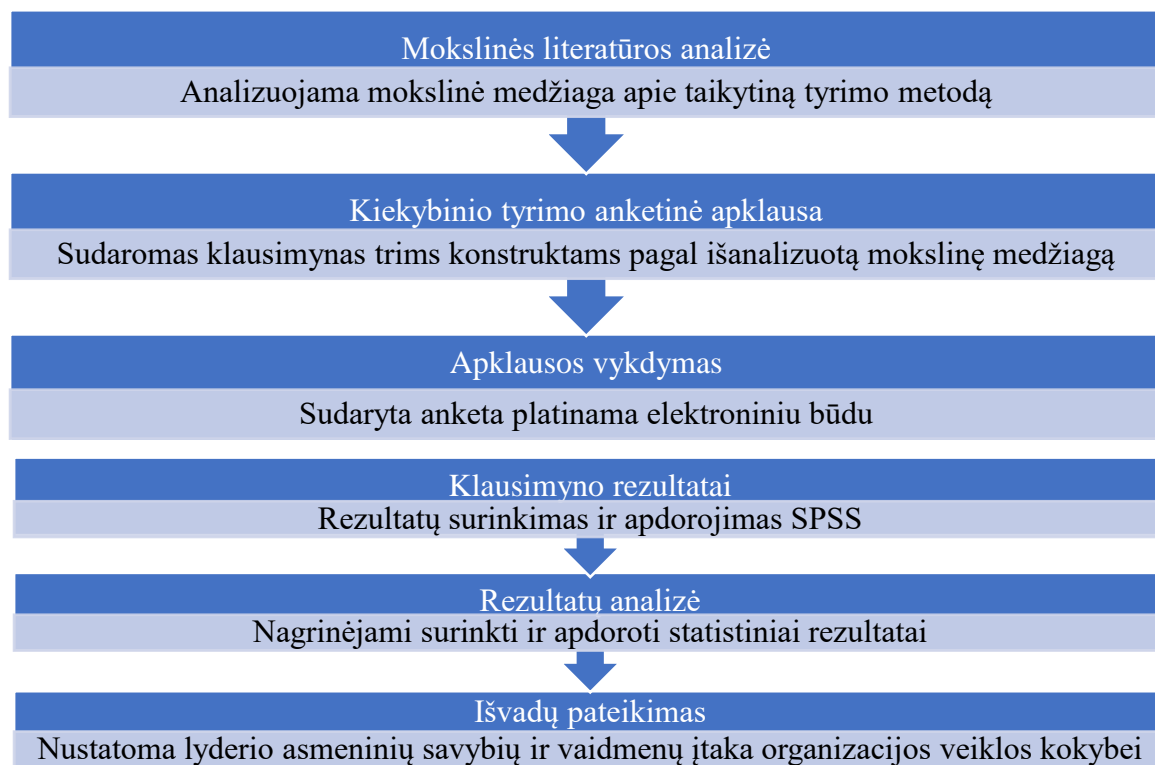 Mokslinės literatūros analizė
Analizuojama mokslinė medžiaga apie taikytiną tyrimo metodą
Kiekybinio tyrimo anketinė apklausa
Sudaromas klausimynas trims konstruktams pagal išanalizuotą mokslinę medžiagą
Apklausos vykdymas
Sudaryta anketa platinama elektroniniu būdu
Klausimyno rezultatai
Rezultatų surinkimas ir apdorojimas SPSS
Rezultatų analizė
Nagrinėjami surinkti ir apdoroti statistiniai rezultatai
Išvadų pateikimas
Nustatoma lyderio asmeninių savybių ir vaidmenų įtaka organizacijos veiklos kokybei